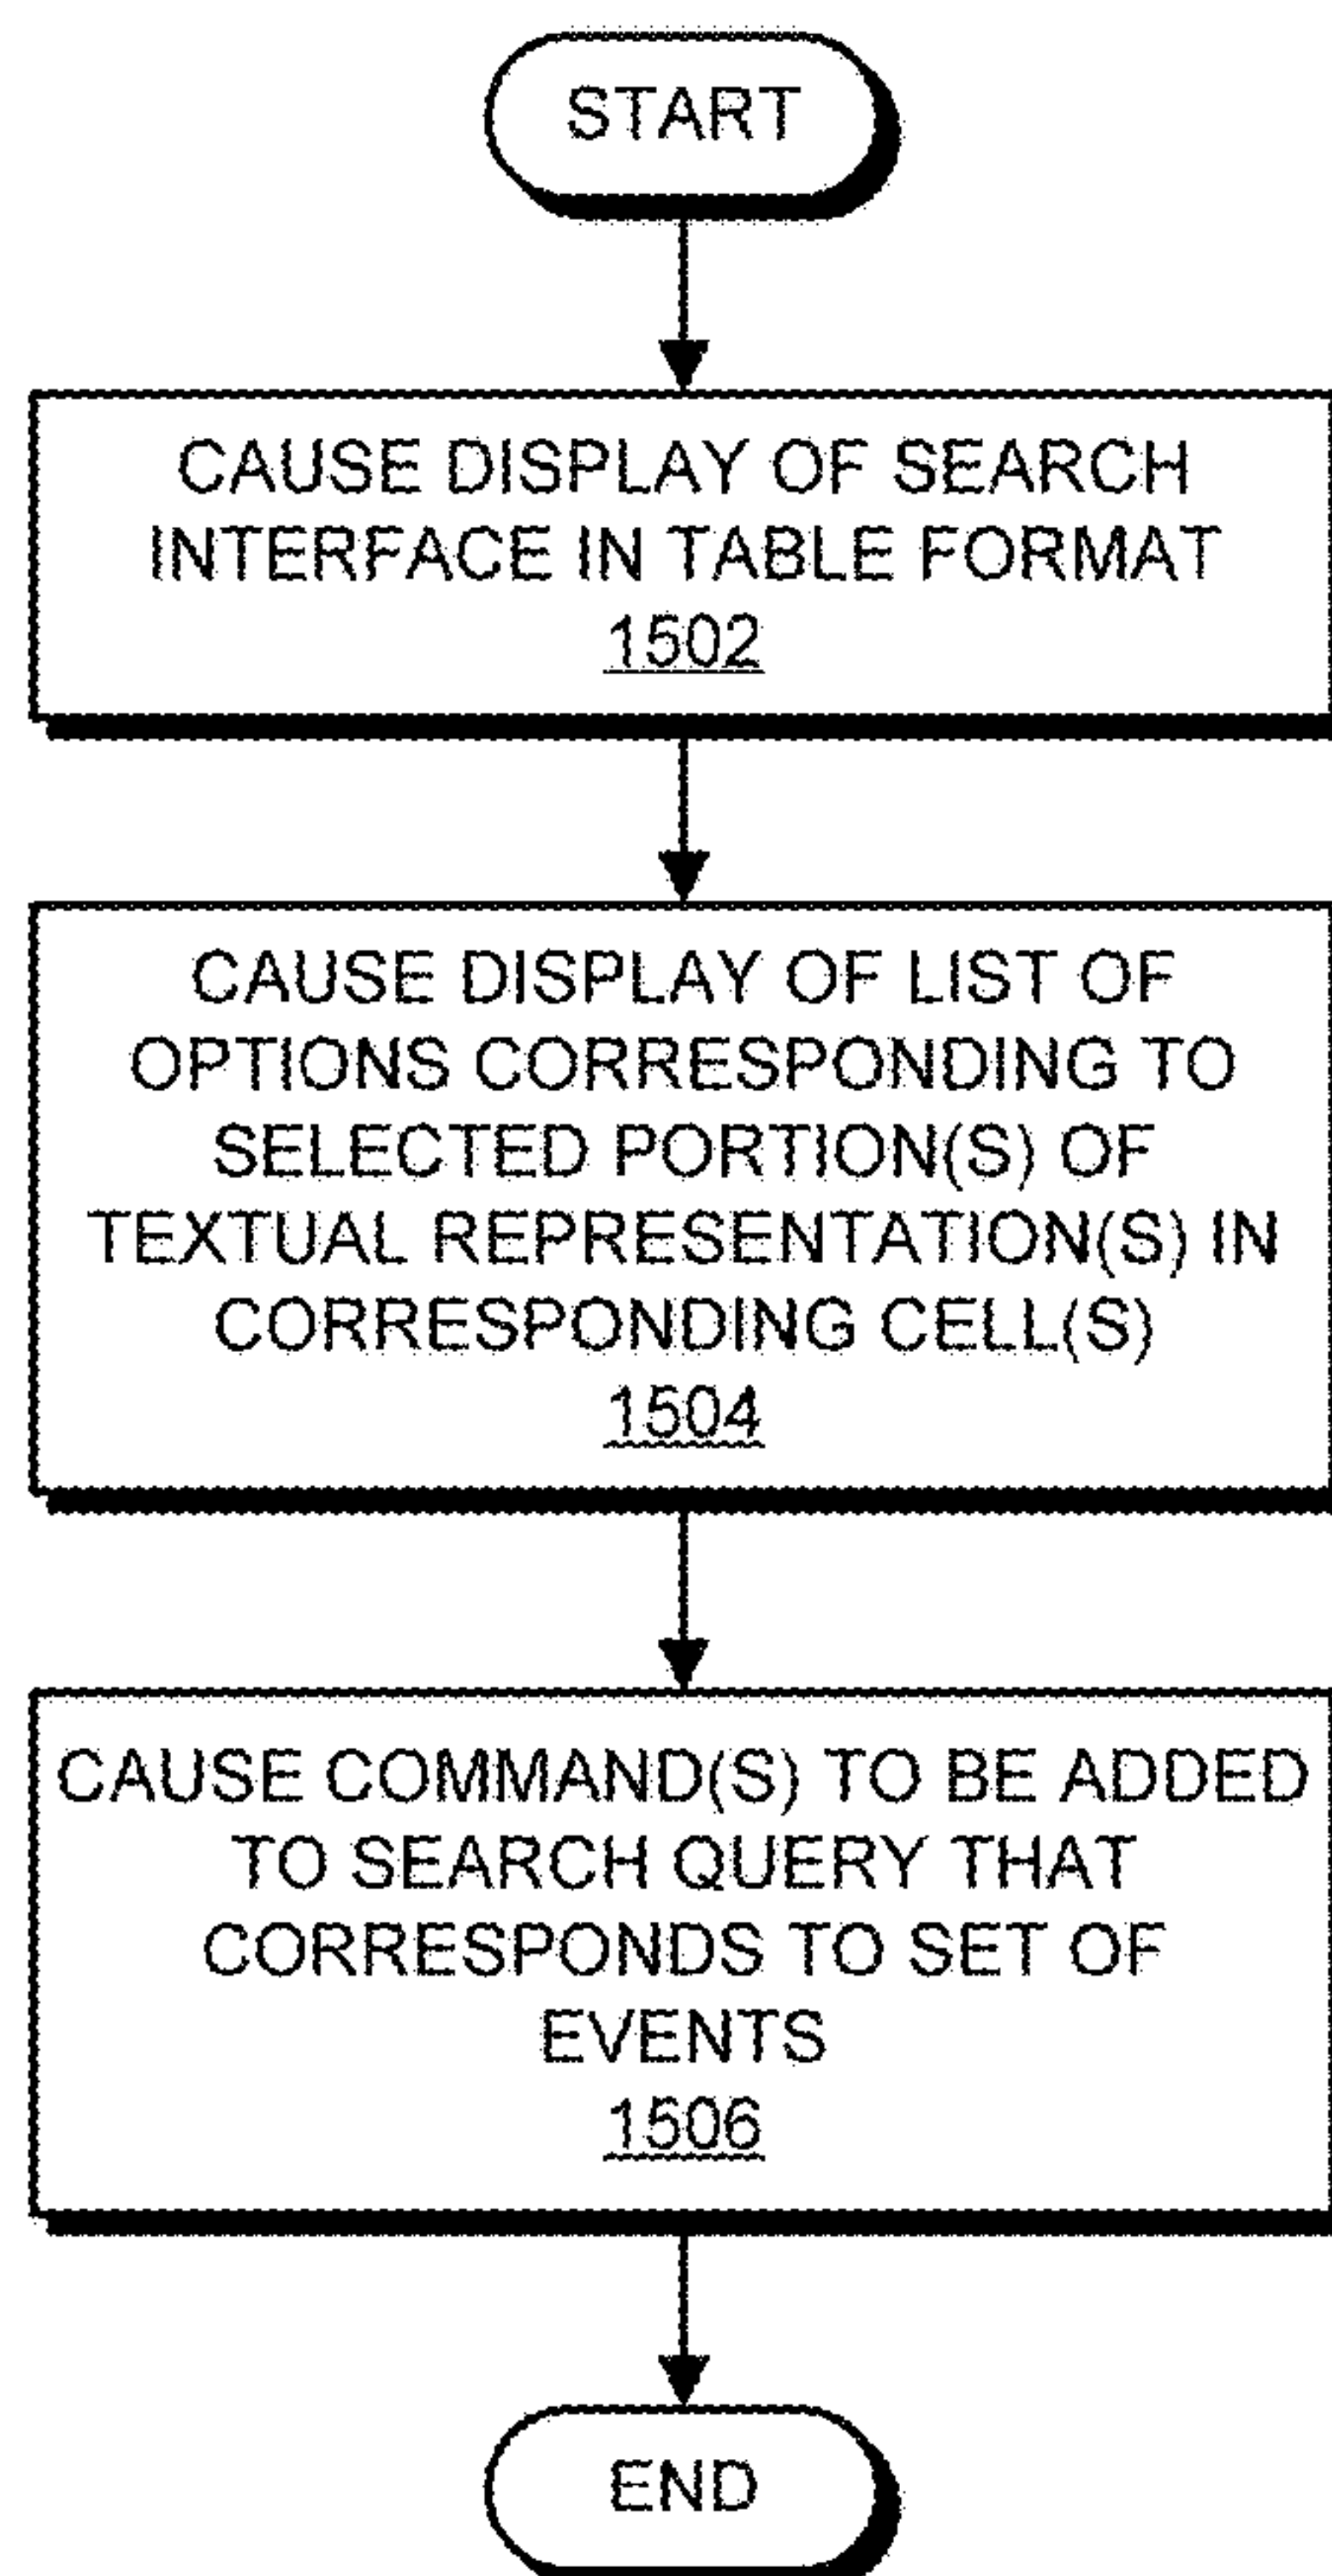 START
CAUSE DISPLAY OF SEARCH
INTERFACE IN TABLE FORMAT
1502
CAUSE DISPLAY OF LIST OF
OPTIONS CORRESPONDING TO
SELECTED PORTION(S) OF
TEXTUAL REPRESENTATION(S) IN
CORRESPONDING CELL(S)
1504
CAUSE COMMAND(S) TO BE ADDED
TO SEARCH QUERY THAT
CORRESPONDS TO SET OF
EVENTS
1506
END